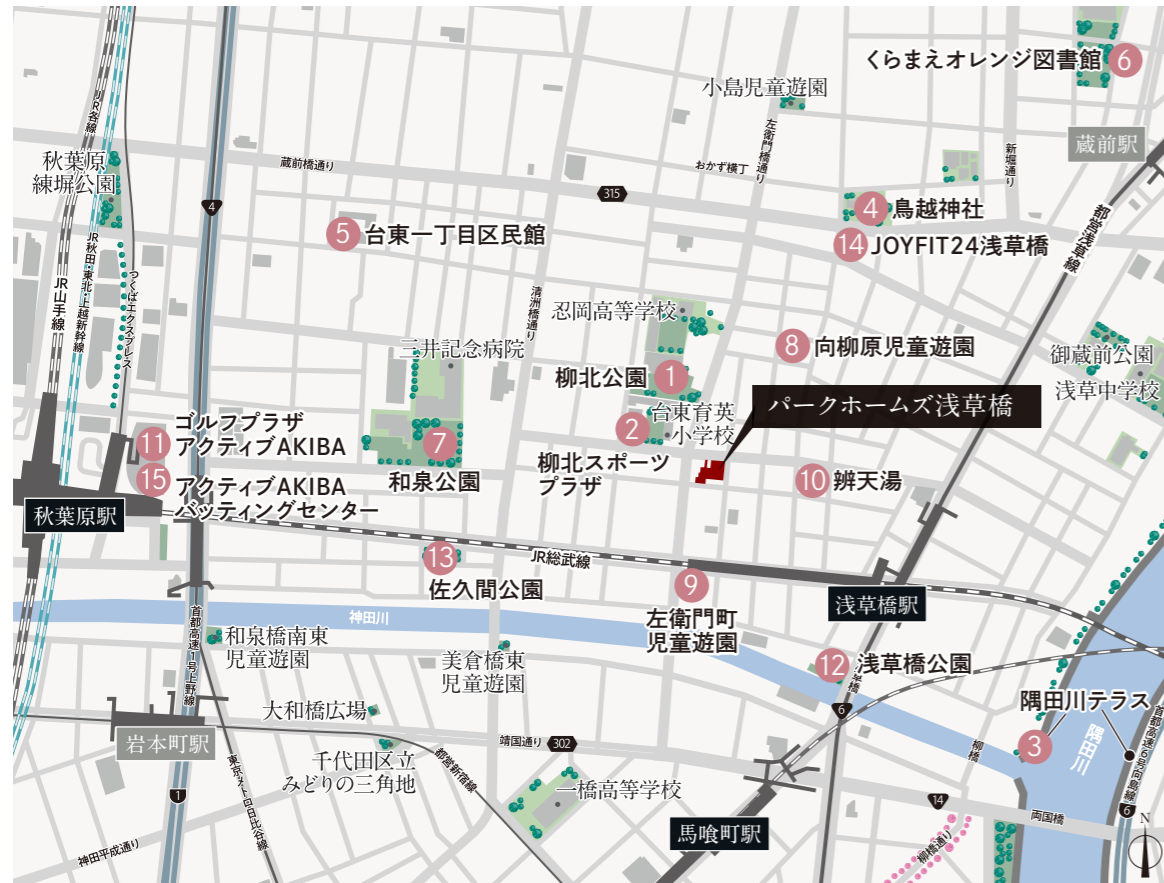 くらまえオレンジ図書館
6
小島児童遊園
左衛門橋通り
蔵前駅
新堀通り
JR各線
秋葉原
練塀公園
蔵前橋通り
おかず横丁
315
4
4
鳥越神社
5
台東一丁目区民館
14
JOYFIT24浅草橋
都営浅草線
JR山手線
JR秋田・東北・上越新幹線
つくばエクスプレス
清洲橋通り
忍岡高等学校
三井記念病院
8
向柳原児童遊園
御蔵前公園
浅草中学校
柳北公園
1
パークホームズ浅草橋
台東育英
小学校
2
柳北スポーツ
プラザ
11
ゴルフプラザ
アクティブAKIBA
7
和泉公園
10
辨天湯
15
アクティブAKIBA
バッティングセンター
秋葉原駅
13
佐久間公園
JR総武線
9
左衛門町
児童遊園
浅草橋駅
神田川
首都高速1号上野線
和泉橋南東
児童遊園
美倉橋東
児童遊園
12
浅草橋公園
草橋
隅田川テラス
3
隅田川
首都高速6号向島線
大和橋広場
岩本町駅
靖国通り
302
6
柳橋
千代田区立
みどりの三角地
都営新宿線
東京メトロ日比谷線
一橋高等学校
1
14
両国橋
6
N
馬喰町駅
柳橋通り
神田平成通り